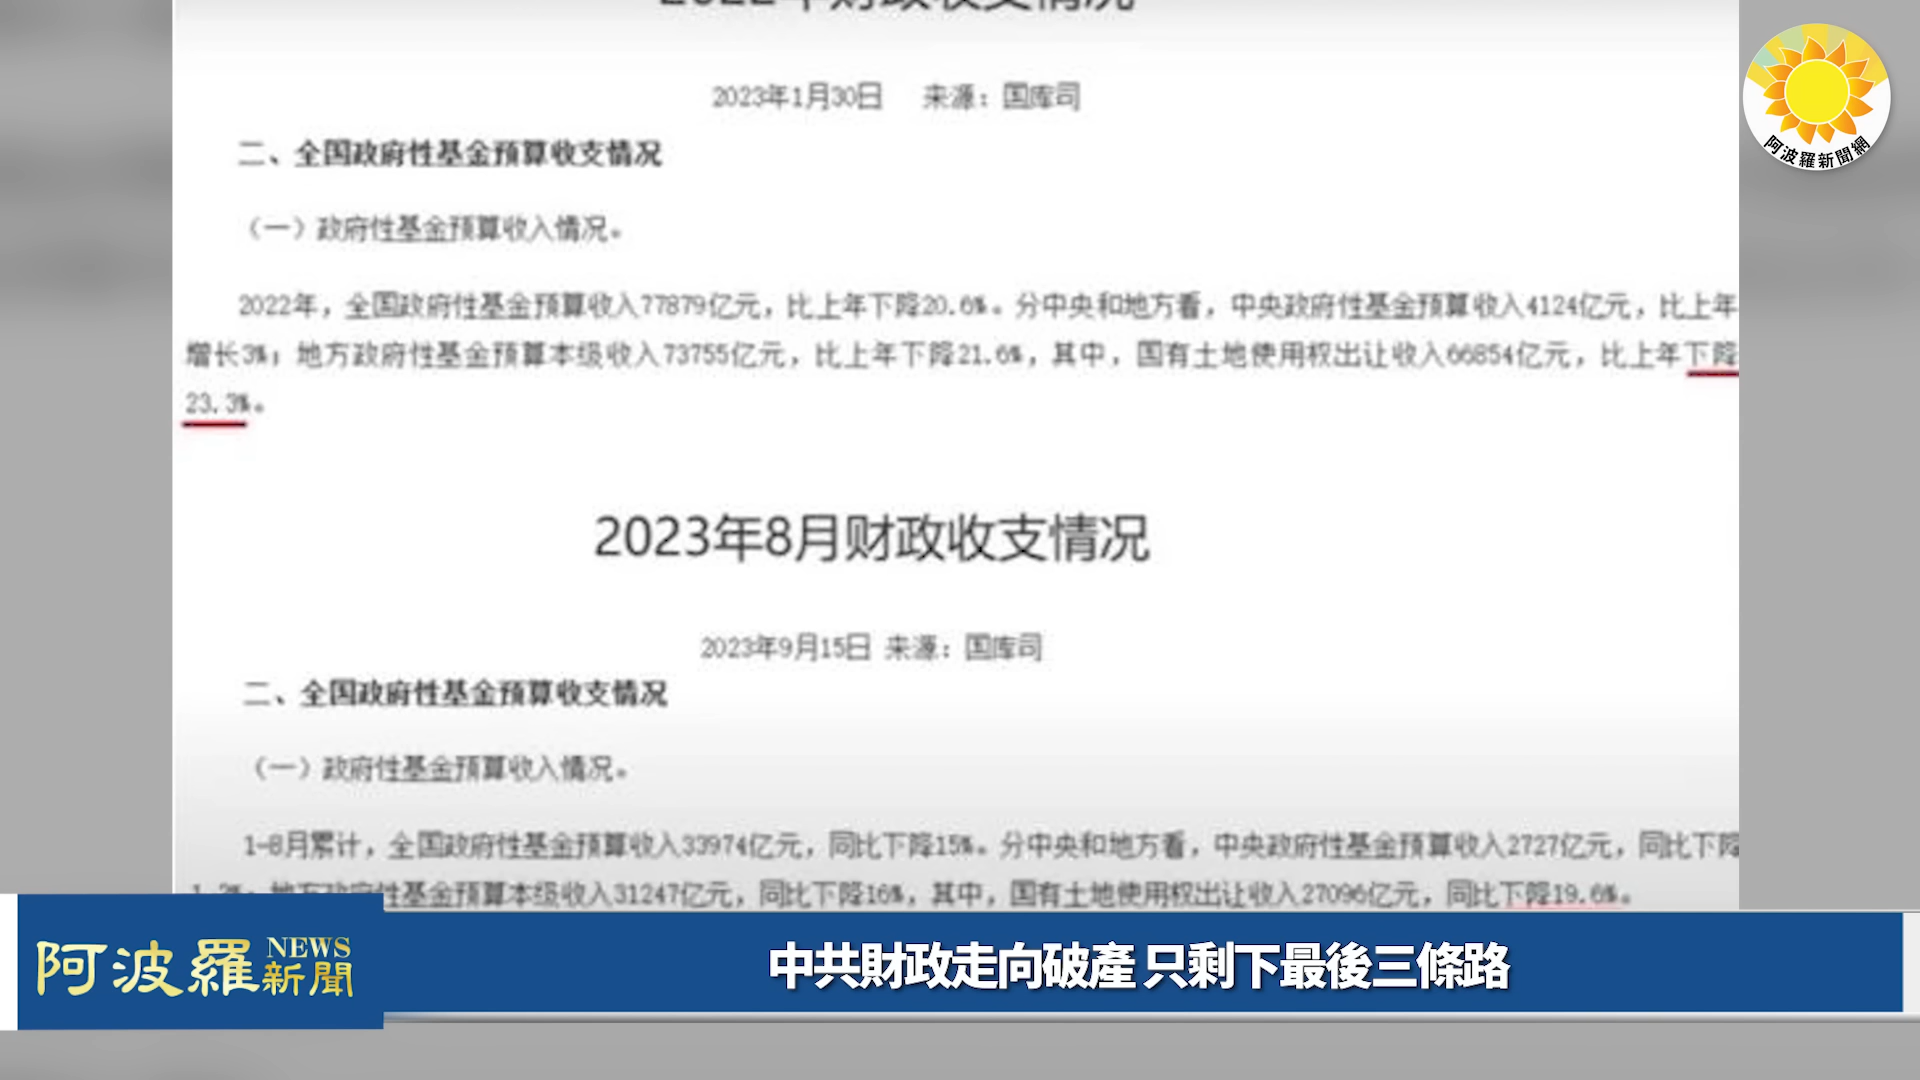 2022年财政收支情况
2023年1月30日 来源：国库司
阿波羅新聞網
二、全国政府性基金预算收支情况
（一）政府性基金预算收入情况。
2022年，全国政府性基金预算收入77879亿元，比上年下降20.6%。分中央和地方看，中央政府性基金预算收入4124亿元，比上年
增长3%；地方政府性基金预算本级收入73755亿元，比上年下降21.6%，其中，国有土地使用权出让收入66854亿元，比上年下降
23.3%。
2023年8月财政收支情况
2023年9月15日 来源：国库司
二、全国政府性基金预算收支情况
（一）政府性基金预算收入情况。
1-8月累计，全国政府性基金预算收入33974亿元，同比下降15%。分中央和地方看，中央政府性基金预算收入2727亿元，同比下降
地方政府性基金预算本级收入31247亿元，同比下降16%，其中，国有土地使用权出让收入27096亿元，同比下降19.6%。
阿波羅 NEWS 新聞
中共財政走向破產 只剩下最後三條路